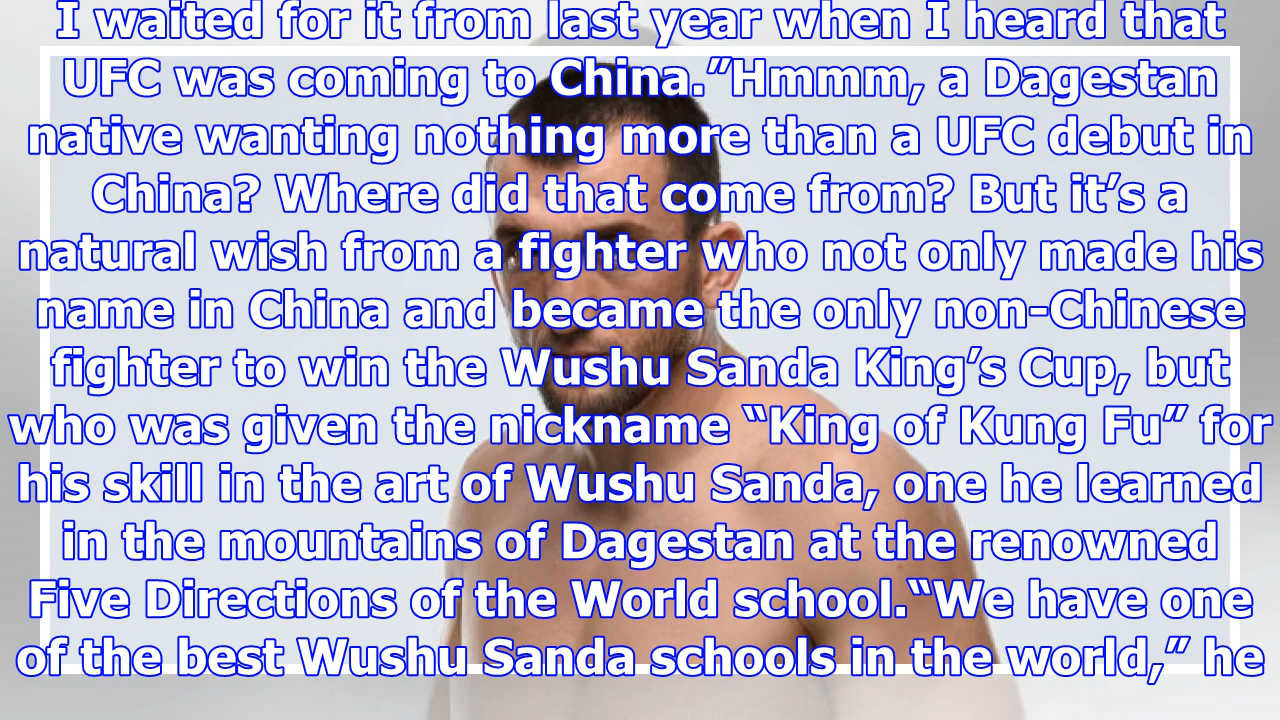 I waited for it from last year when I heard that
UFC was coming to China.”Hmmm, a Dagestan
native wanting nothing more than a UFC debut in
China? Where did that come from? But it’s a
natural wish from a fighter who not only made his
name in China and became the only non-Chinese
fighter to win the Wushu Sanda King’s Cup, but
who was given the nickname “King of Kung Fu” for
his skill in the art of Wushu Sanda, one he learned
in the mountains of Dagestan at the renowned
Five Directions of the World school.“We have one
of the best Wushu Sanda schools in the world,” he